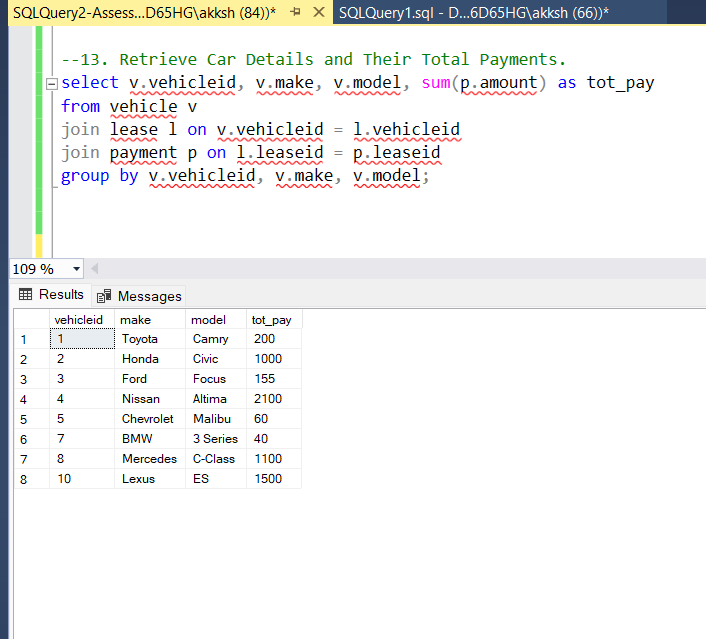 SQLQuery2-Assess...D65HG\akksh (84))* SQLQuery1.sql - D...6D65HG\akksh (66))*
--13. Retrieve Car Details and Their Total Payments.
select v.vehicleid, v.make, v.model, sum(p.amount) as tot_pay
from vehicle v
join lease l on v.vehicleid = l.vehicleid
join payment p on l.leaseid = p.leaseid
group by v.vehicleid, v.make, v.model;
109 %
Results Messages
vehicleid make model tot_pay
1 1 Toyota Camry 200
2 2 Honda Civic 1000
3 3 Ford Focus 155
4 4 Nissan Altima 2100
5 5 Chevrolet Malibu 60
6 7 BMW 3 Series 40
7 8 Mercedes C-Class 1100
8 10 Lexus ES 1500